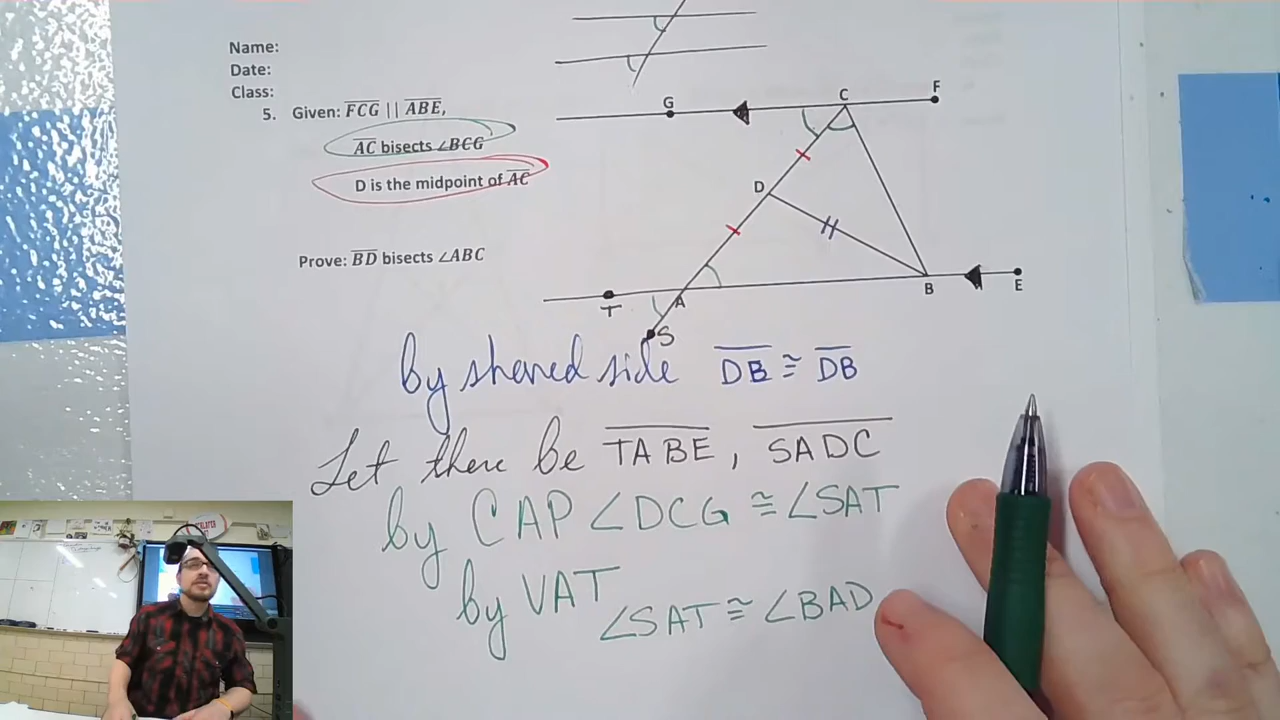 Name:
Date:
Class:
5. Given: FCG || ABE,
AC bisects ∠BCG
D is the midpoint of AC
Prove: BD bisects ∠ABC
G
C
F
D
A
B
E
T
S
by shared side DB ≅ DB
Let there be TABE, SADC
by CAP ∠DCG ≅ ∠SAT
by VAT
∠SAT ≅ ∠BAD